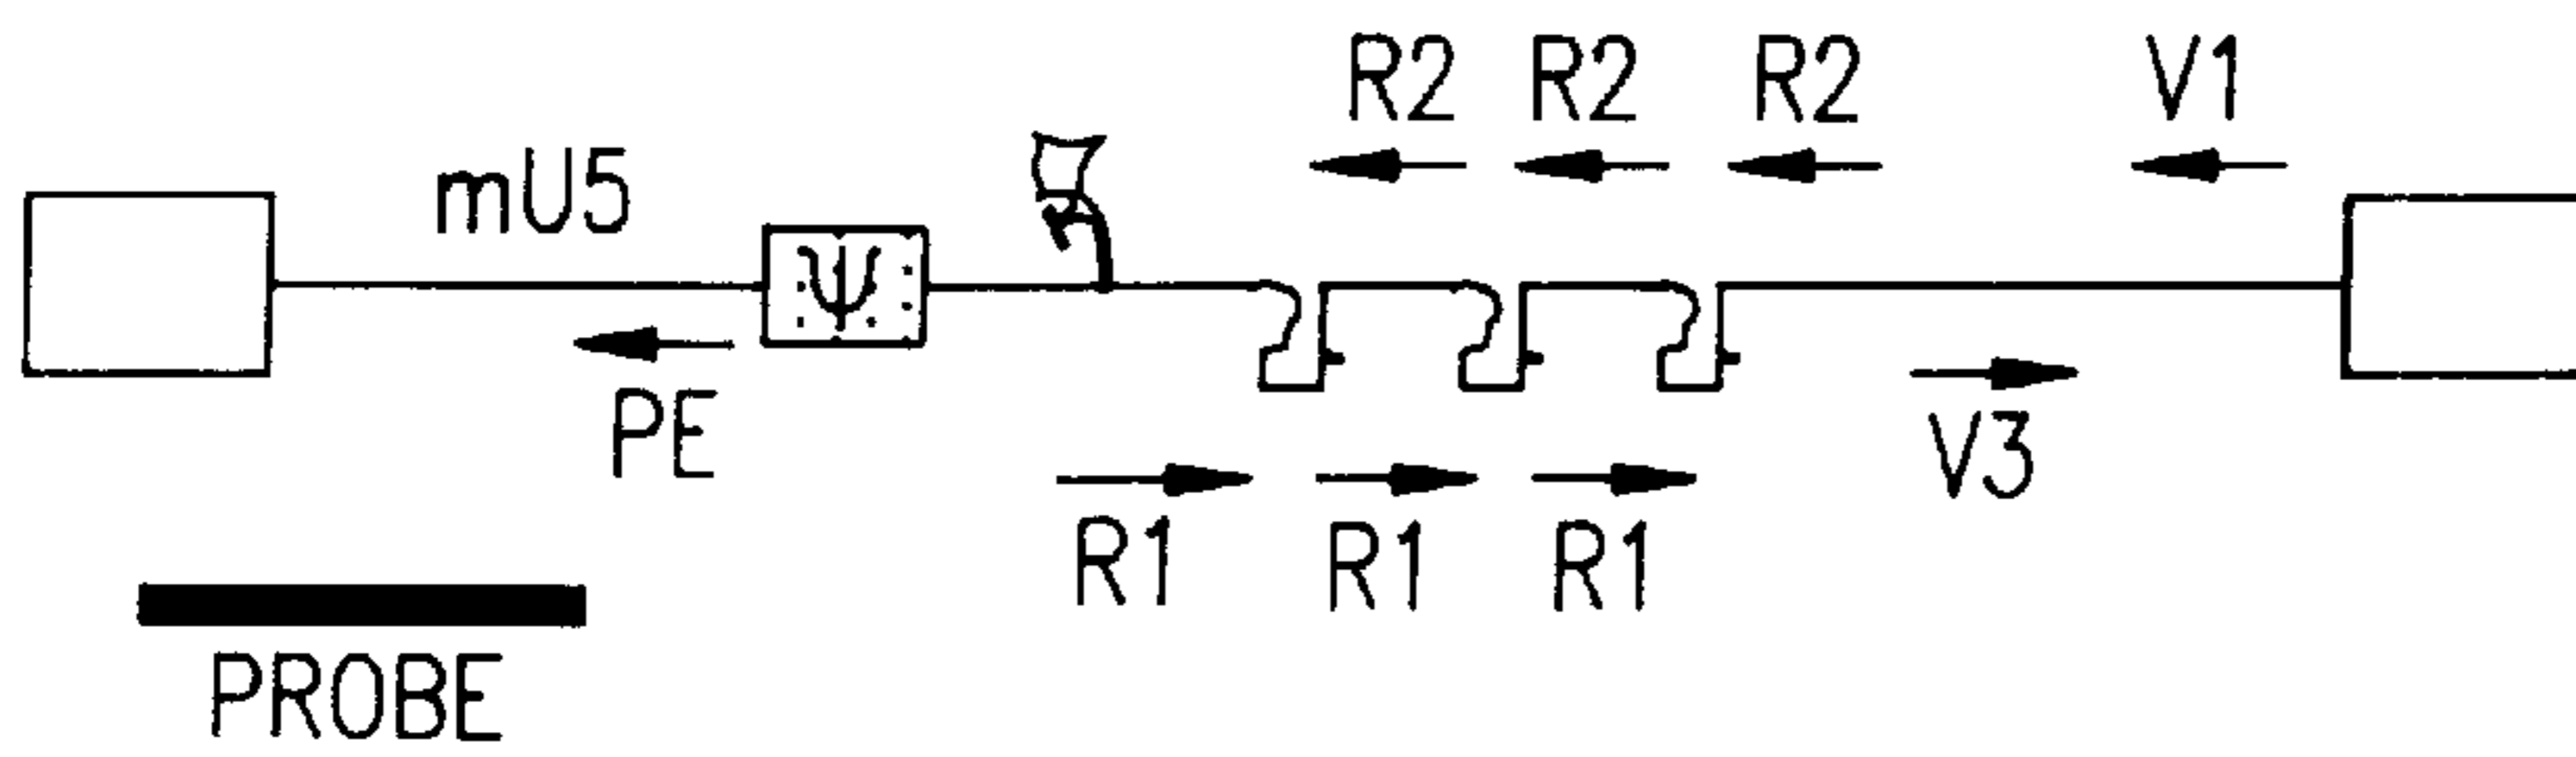 R2 R2 R2 V1
mU5
Ψ
PE
V3
R1 R1 R1
PROBE